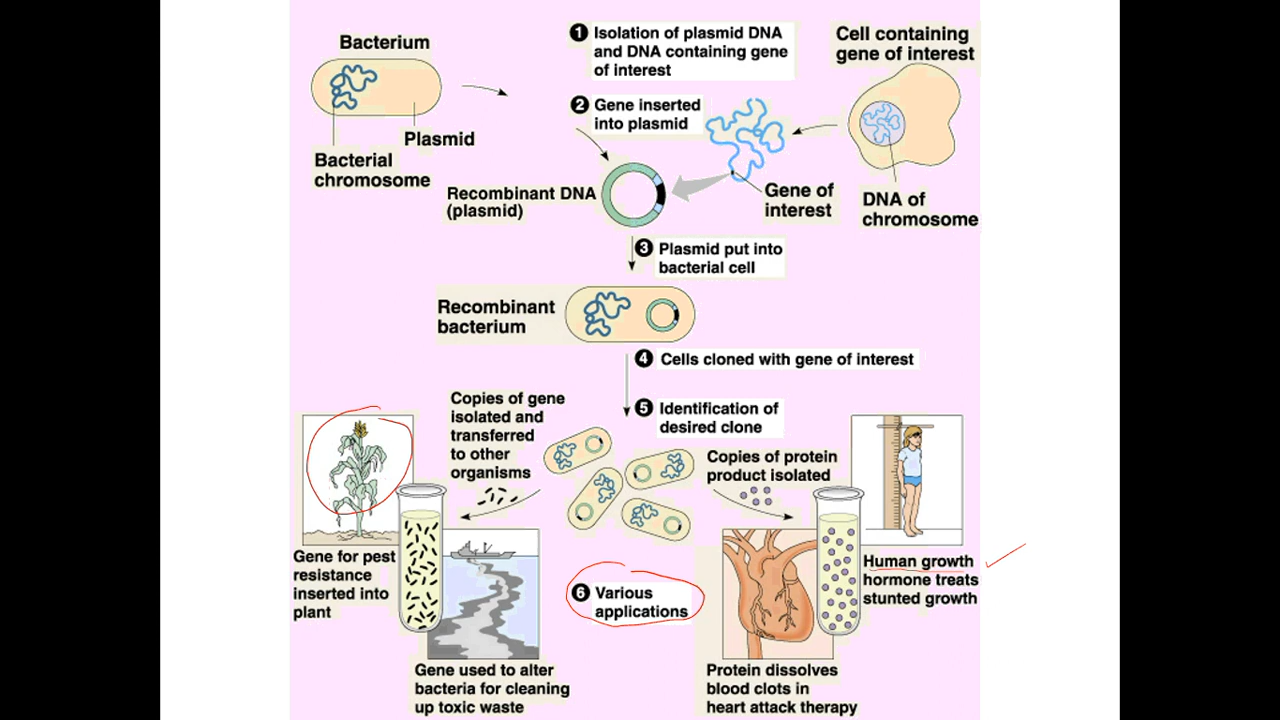 Bacterium
Bacterial
chromosome
Plasmid
1 Isolation of plasmid DNA
and DNA containing gene
of interest
2 Gene inserted
into plasmid
Cell containing
gene of interest
Recombinant DNA
(plasmid)
Gene of
interest
DNA of
chromosome
3 Plasmid put into
bacterial cell
Recombinant
bacterium
4 Cells cloned with gene of interest
5 Identification of
desired clone
Copies of gene
isolated and
transferred
to other
organisms
Copies of protein
product isolated
Gene for pest
resistance
inserted into
plant
6 Various
applications
Human growth
hormone treats
stunted growth
Gene used to alter
bacteria for cleaning
up toxic waste
Protein dissolves
blood clots in
heart attack therapy